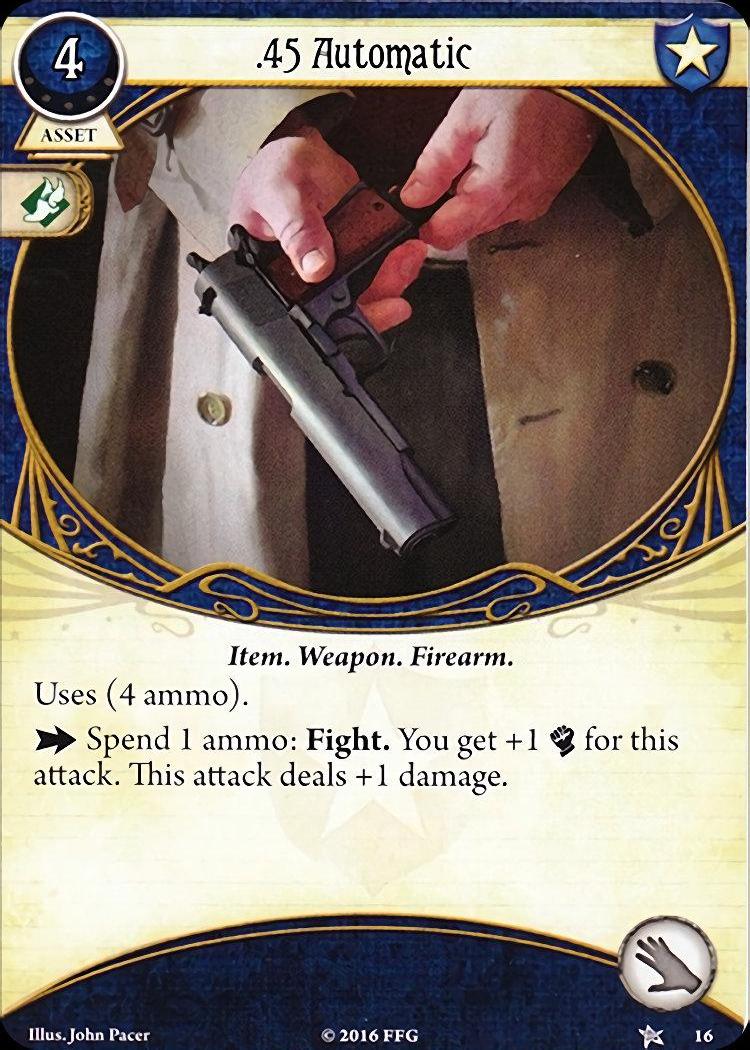 4
.45 Automatic
ASSET
Item. Weapon. Firearm.
Uses (4 ammo).
Spend 1 ammo: Fight. You get +1 for this
attack. This attack deals +1 damage.
Illus. John Pacer
© 2016 FFG
16